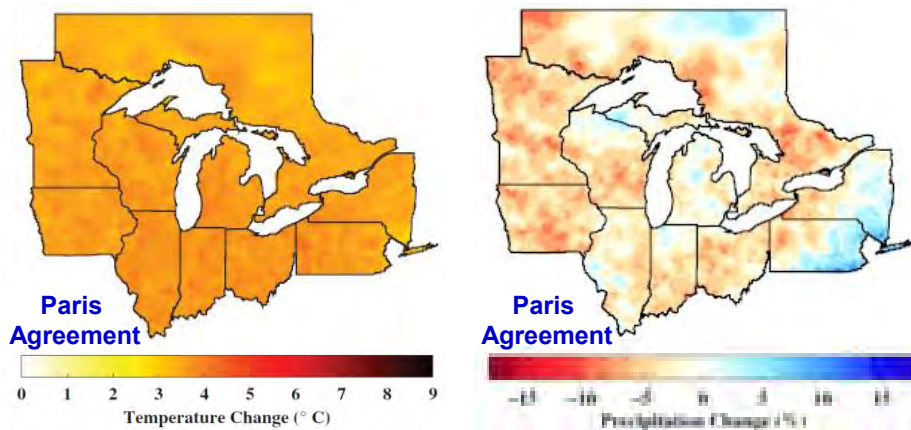 Paris
Agreement
0 1 2 3 4 5 6 7 8 9
Temperature Change (° C)
Paris
Agreement
−15 −10 −5 0 5 10 15
Precipitation Change (%)